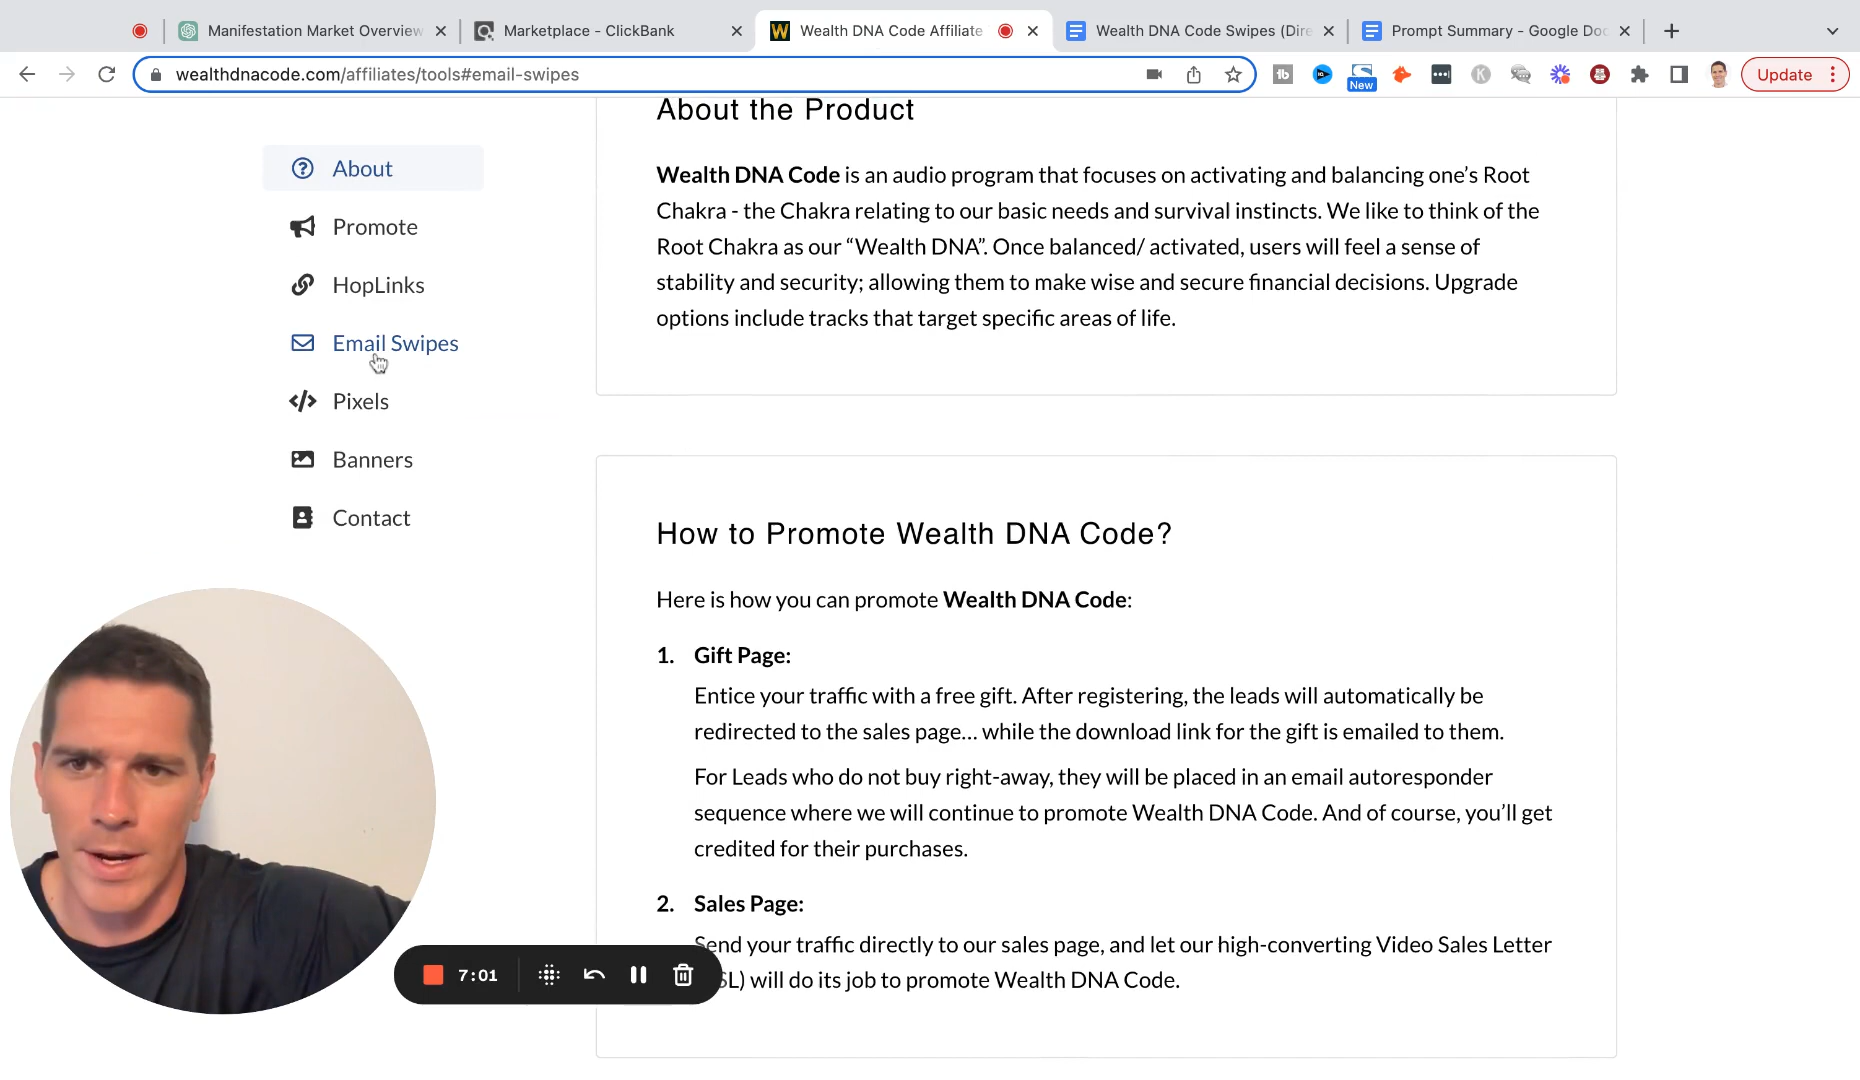 Manifestation Market Overview
Marketplace - ClickBank
Wealth DNA Code Affiliate
Wealth DNA Code Swipes (Dire
Prompt Summary - Google Doc
wealthdnacode.com/affiliates/tools#email-swipes
New
Update
About
Promote
HopLinks
Email Swipes
Pixels
Banners
Contact
About the Product
Wealth DNA Code is an audio program that focuses on activating and balancing one’s Root
Chakra - the Chakra relating to our basic needs and survival instincts. We like to think of the
Root Chakra as our “Wealth DNA”. Once balanced/ activated, users will feel a sense of
stability and security; allowing them to make wise and secure financial decisions. Upgrade
options include tracks that target specific areas of life.
How to Promote Wealth DNA Code?
Here is how you can promote Wealth DNA Code:
1. Gift Page:
Entice your traffic with a free gift. After registering, the leads will automatically be
redirected to the sales page... while the download link for the gift is emailed to them.
For Leads who do not buy right-away, they will be placed in an email autoresponder
sequence where we will continue to promote Wealth DNA Code. And of course, you’ll get
credited for their purchases.
2. Sales Page:
Send your traffic directly to our sales page, and let our high-converting Video Sales Letter
SL) will do its job to promote Wealth DNA Code.
7:01